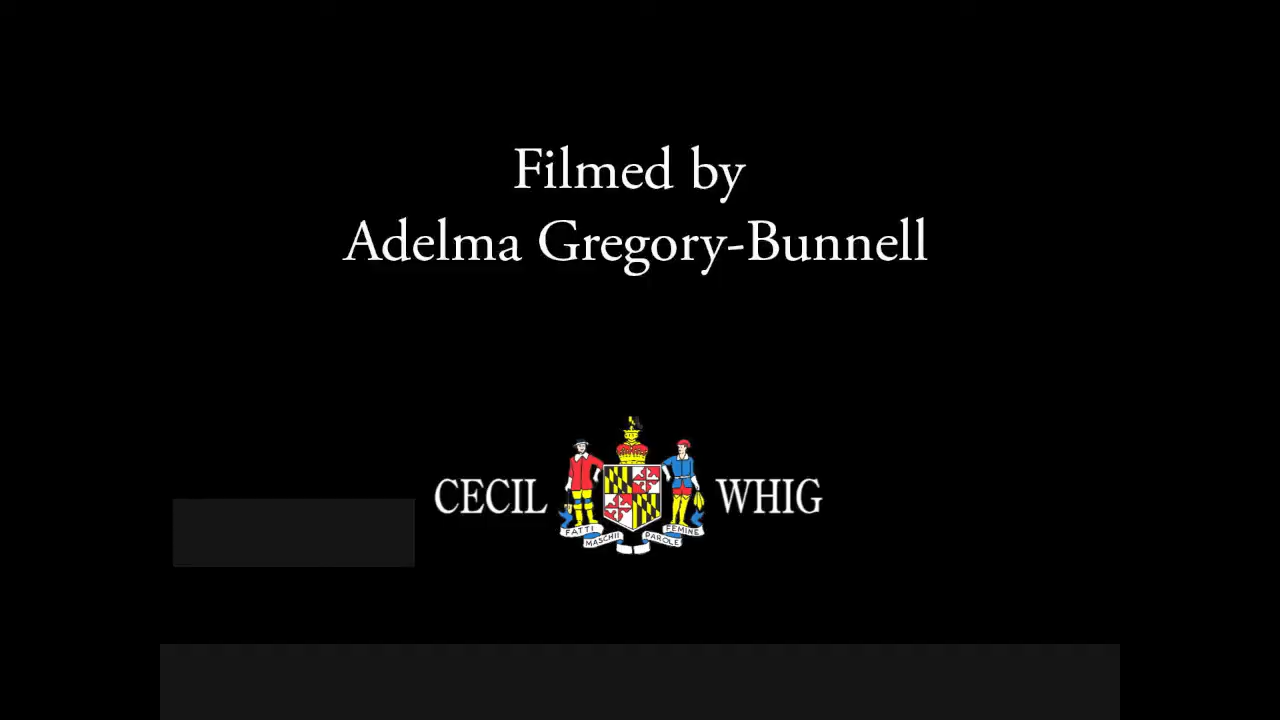 Filmed by
Adelma Gregory-Bunnell
CECIL WHIG
FATTI MASCHII PAROLE FEMINE